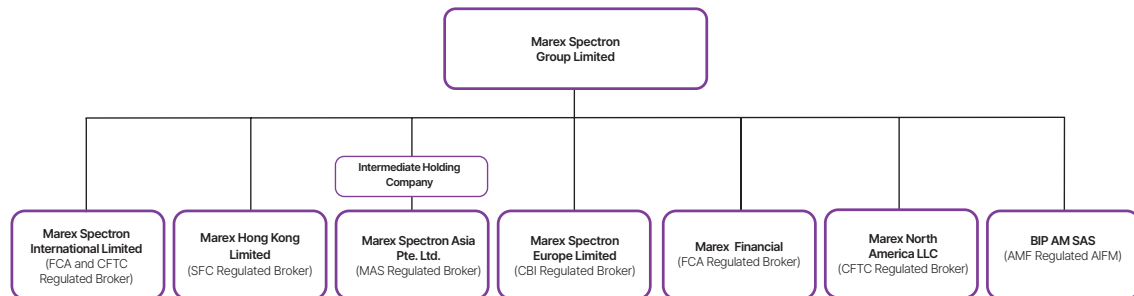 Marex Spectron
Group Limited
Intermediate Holding
Company
Marex Spectron
International Limited
(FCA and CFTC
Regulated Broker)
Marex Hong Kong
Limited
(SFC Regulated Broker)
Marex Spectron Asia
Pte. Ltd.
(MAS Regulated Broker)
Marex Spectron
Europe Limited
(CBI Regulated Broker)
Marex Financial
(FCA Regulated Broker)
Marex North
America LLC
(CFTC Regulated Broker)
BIP AM SAS
(AMF Regulated AIFM)